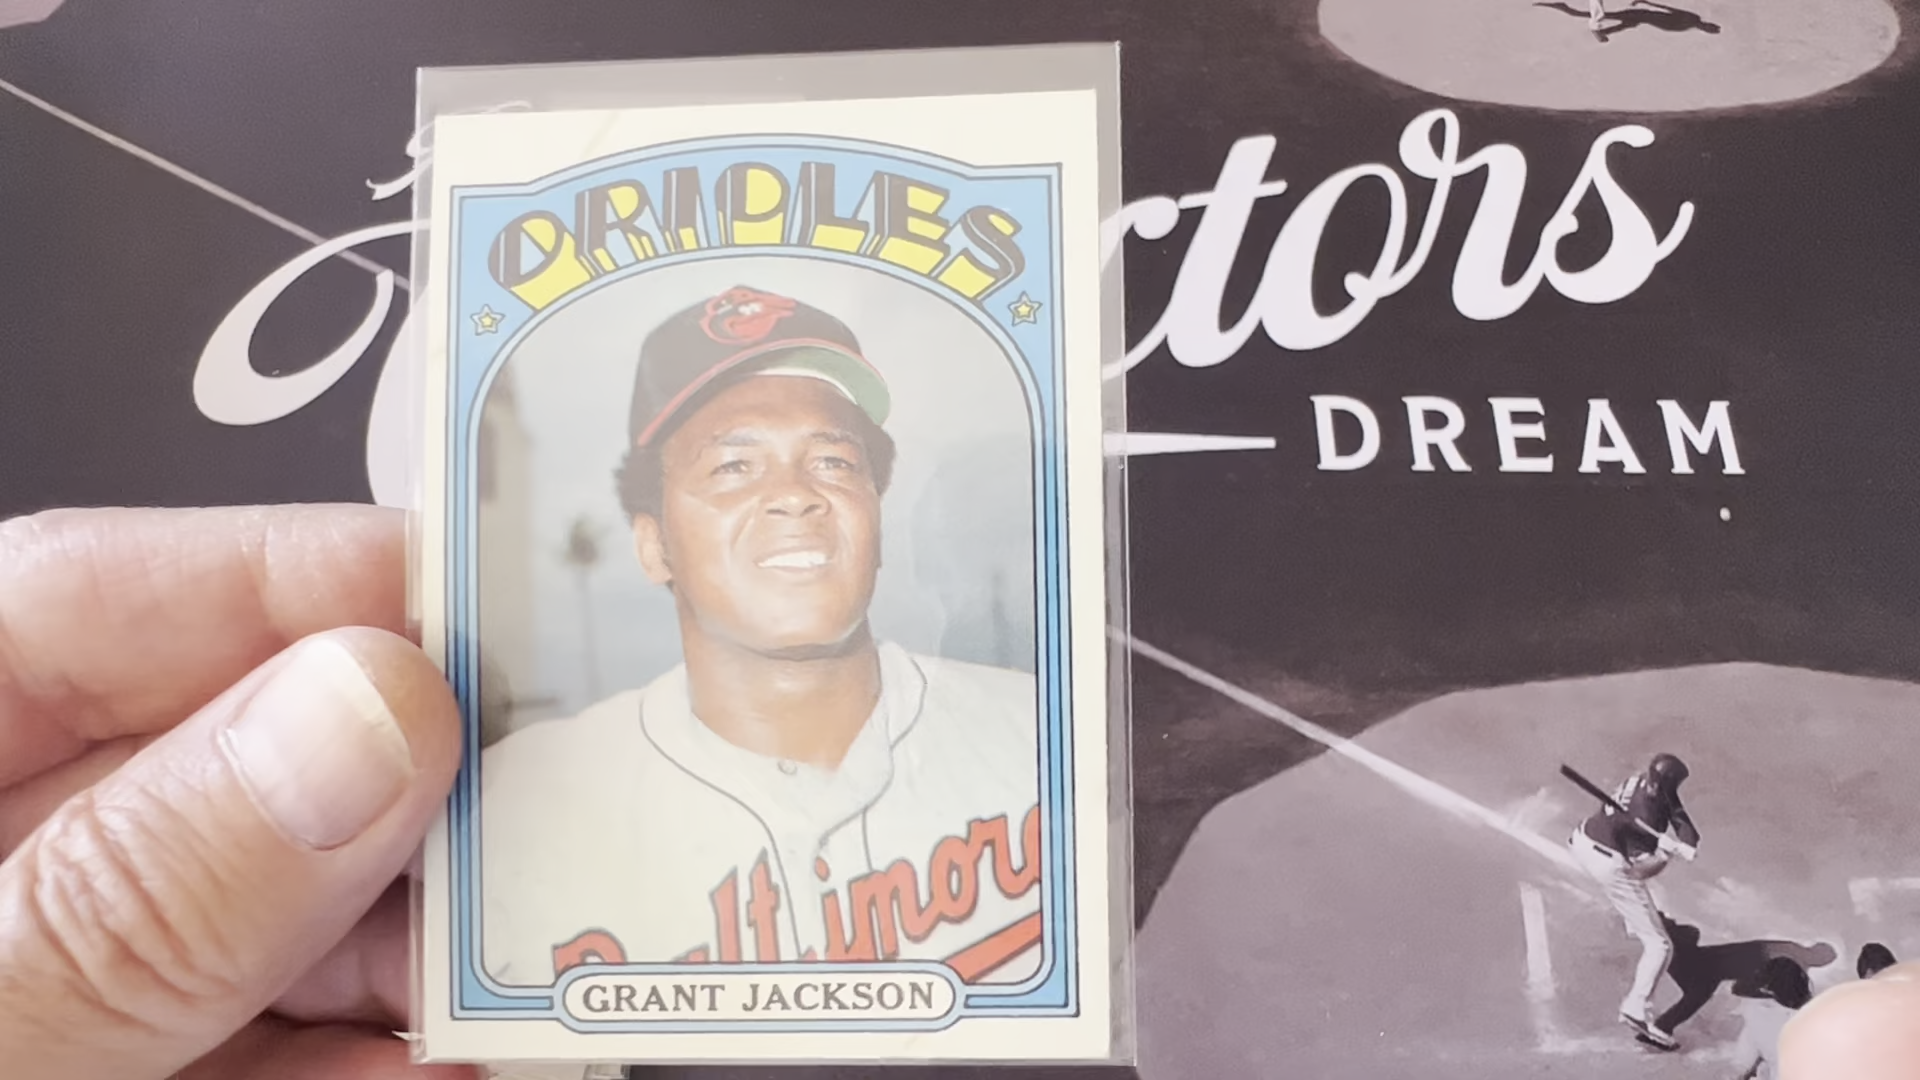 ORIOLES
Baltimore
GRANT JACKSON
ctors
DREAM